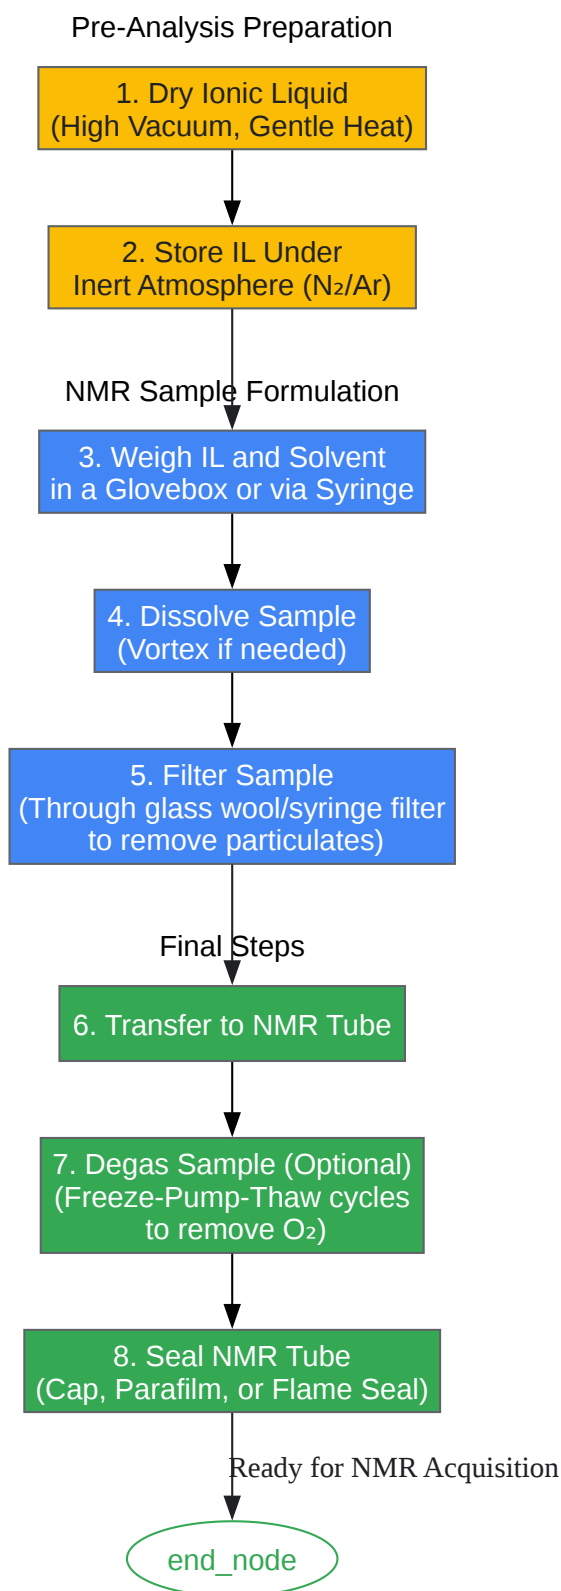 Pre-Analysis Preparation
1. Dry Ionic Liquid
(High Vacuum, Gentle Heat)
2. Store IL Under
Inert Atmosphere (N₂/Ar)
NMR Sample Formulation
3. Weigh IL and Solvent
in a Glovebox or via Syringe
4. Dissolve Sample
(Vortex if needed)
5. Filter Sample
(Through glass wool/syringe filter
to remove particulates)
Final Steps
6. Transfer to NMR Tube
7. Degas Sample (Optional)
(Freeze-Pump-Thaw cycles
to remove O₂)
8. Seal NMR Tube
(Cap, Parafilm, or Flame Seal)
Ready for NMR Acquisition
end_node